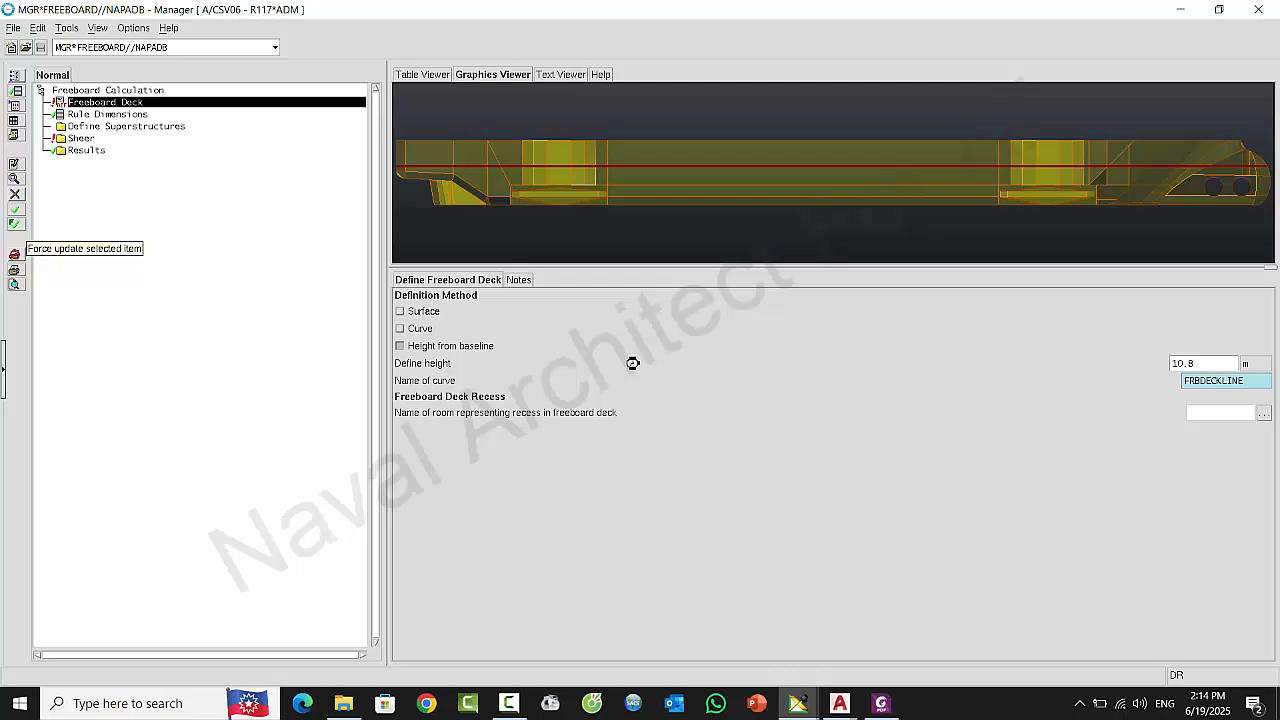 MGR*FREEBOARD//NAPADB - Manager [ A/CSV06 - R117*ADM ]
File Edit Tools View Options Help
MGR*FREEBOARD//NAPADB
Normal
Freeboard Calculation
Freeboard Deck
Rule Dimensions
Define Superstructures
Sheer
Results
Force update selected item
Table Viewer Graphics Viewer Text Viewer Help
Define Freeboard Deck Notes
Definition Method
Surface
Curve
Height from baseline
Define height 10.8 m
Name of curve FRBDECKLINE
Freeboard Deck Recess
Name of room representing recess in freeboard deck ...
Naval Architect
DR
Type here to search
ENG
2:14 PM
6/19/2025
2